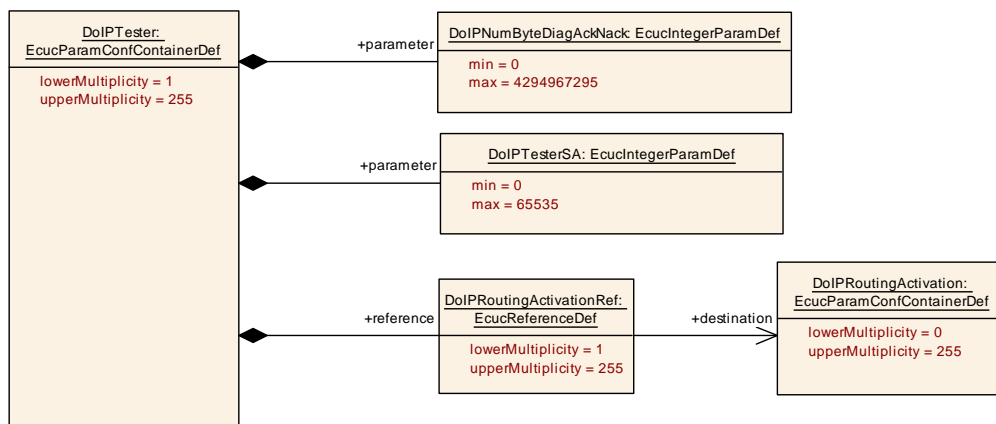 DoIPTester:
EcucParamConfContainerDef
lowerMultiplicity = 1
upperMultiplicity = 255
+parameter
DoIPNumByteDiagAckNack: EcucIntegerParamDef
min = 0
max = 4294967295
+parameter
DoIPTesterSA: EcucIntegerParamDef
min = 0
max = 65535
+reference
DoIPRoutingActivationRef:
EcucReferenceDef
lowerMultiplicity = 1
upperMultiplicity = 255
+destination
DoIPRoutingActivation:
EcucParamConfContainerDef
lowerMultiplicity = 0
upperMultiplicity = 255